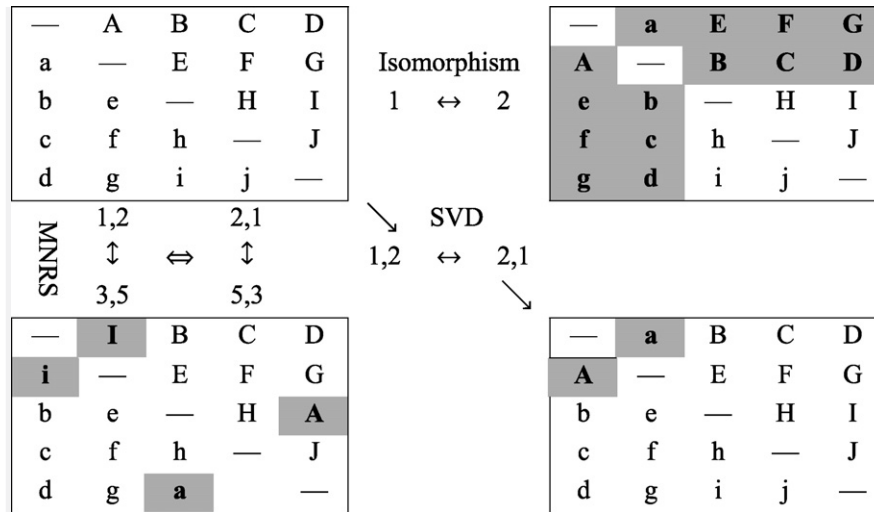 — A B C D
a — E F G
b e — H I
c f h — J
d g i j —
Isomorphism
1 ↔ 2
— a E F G
A — B C D
e b — H I
f c h — J
g d i j —
MNRS
1,2 2,1
↕ ⇔ ↕
3,5 5,3
↘ SVD
1,2 ↔ 2,1
↘
— I B C D
i — E F G
b e — H A
c f h — J
d g a —
— a B C D
A — E F G
b e — H I
c f h — J
d g i j —